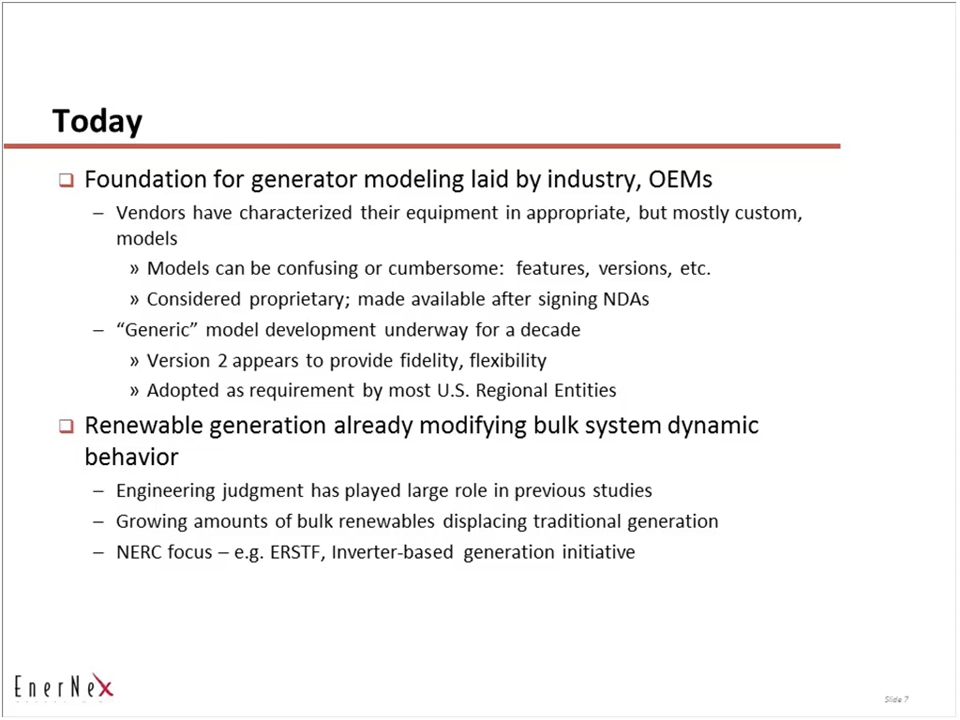 Today
❑ Foundation for generator modeling laid by industry, OEMs
– Vendors have characterized their equipment in appropriate, but mostly custom,
models
» Models can be confusing or cumbersome: features, versions, etc.
» Considered proprietary; made available after signing NDAs
– “Generic” model development underway for a decade
» Version 2 appears to provide fidelity, flexibility
» Adopted as requirement by most U.S. Regional Entities
❑ Renewable generation already modifying bulk system dynamic
behavior
– Engineering judgment has played large role in previous studies
– Growing amounts of bulk renewables displacing traditional generation
– NERC focus – e.g. ERSTF, Inverter-based generation initiative
EnerNex
Slide 7